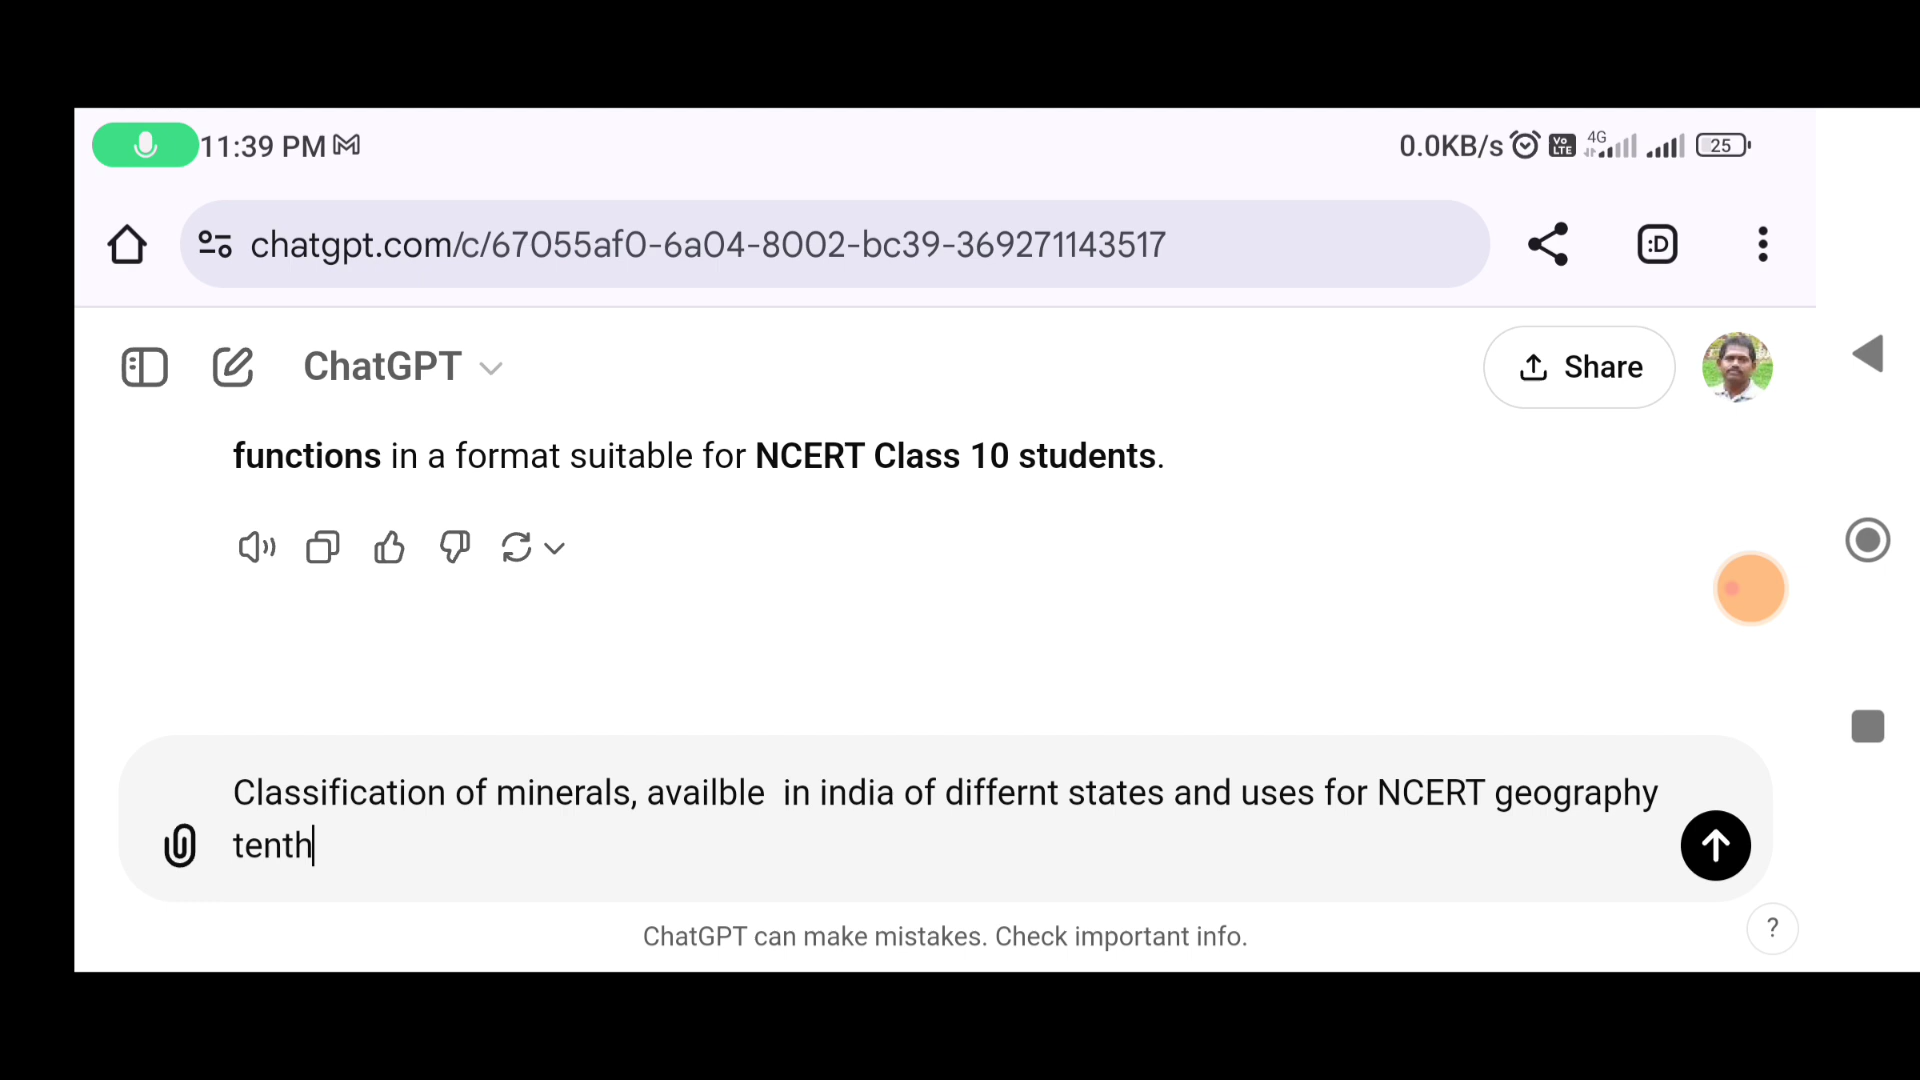 11:39 PM
0.0KB/s Vo LTE 4G 25
chatgpt.com/c/67055af0-6a04-8002-bc39-369271143517
:D
ChatGPT
Share
functions in a format suitable for NCERT Class 10 students.
Classification of minerals, availble  in india of differnt states and uses for NCERT geography
tenth
ChatGPT can make mistakes. Check important info.
?